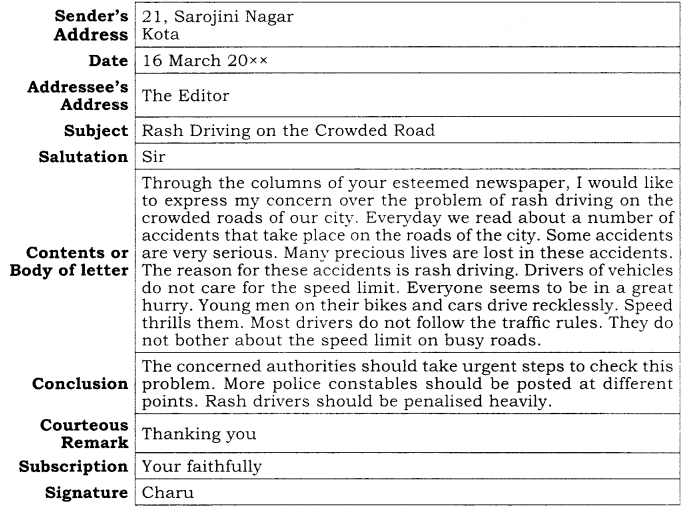 Sender's 21, Sarojini Nagar
Address Kota
Date 16 March 20××
Addressee's
Address The Editor
Subject Rash Driving on the Crowded Road
Salutation Sir
Through the columns of your esteemed newspaper, I would like
to express my concern over the problem of rash driving on the
crowded roads of our city. Everyday we read about a number of
accidents that take place on the roads of the city. Some accidents
Contents or are very serious. Many precious lives are lost in these accidents.
Body of letter The reason for these accidents is rash driving. Drivers of vehicles
do not care for the speed limit. Everyone seems to be in a great
hurry. Young men on their bikes and cars drive recklessly. Speed
thrills them. Most drivers do not follow the traffic rules. They do
not bother about the speed limit on busy roads.
The concerned authorities should take urgent steps to check this
Conclusion problem. More police constables should be posted at different
points. Rash drivers should be penalised heavily.
Courteous
Remark Thanking you
Subscription Your faithfully
Signature Charu